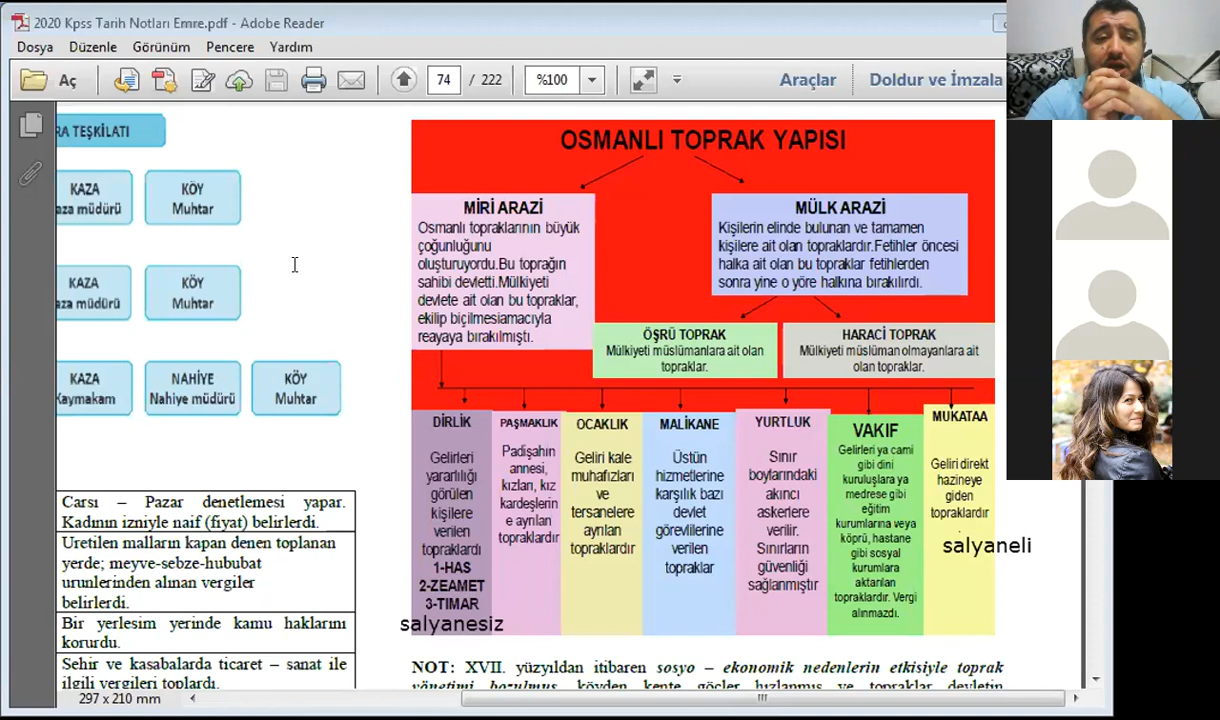 2020 Kpss Tarih Notları Emre.pdf - Adobe Reader
Dosya Düzenle Görünüm Pencere Yardım
Aç 74 / 222 %100 Araçlar Doldur ve İmzala
RA TEŞKİLATI
KAZA
aza müdürü
KÖY
Muhtar
KAZA
aza müdürü
KÖY
Muhtar
KAZA
Kaymakam
NAHİYE
Nahiye müdürü
KÖY
Muhtar
Carsı – Pazar denetlemesi yapar.
Kadının izniyle naif (fiyat) belirlerdi.
Uretilen malların kapan denen toplanan
yerde; meyve-sebze-hububat
urunlerinden alınan vergiler
belirlerdi.
Bir yerlesim yerinde kamu haklarını
korurdu.
Sehir ve kasabalarda ticaret – sanat ile
ilgili vergileri toplardı.
OSMANLI TOPRAK YAPISI
MİRİ ARAZİ
Osmanlı topraklarının büyük
çoğunluğunu
oluşturuyordu.Bu toprağın
sahibi devletti.Mülkiyeti
devlete ait olan bu topraklar,
ekilip biçilmesiamacıyla
reayaya bırakılmıştı.
MÜLK ARAZİ
Kişilerin elinde bulunan ve tamamen
kişilere ait olan topraklardır.Fetihler öncesi
halka ait olan bu topraklar fetihlerden
sonra yine o yöre halkına bırakılırdı.
ÖŞRÜ TOPRAK
Mülkiyeti müslümanlara ait olan
topraklar.
HARACİ TOPRAK
Mülkiyeti müslüman olmayanlara ait
olan topraklar.
DİRLİK
Gelirleri
yararlılığı
görülen
kişilere
verilen
topraklardı
1-HAS
2-ZEAMET
3-TIMAR
salyanesiz
PAŞMAKLIK
Padişahın
annesi,
kızları, kız
kardeşlerin
e ayrılan
topraklardır
OCAKLIK
Geliri kale
muhafızları
ve
tersanelere
ayrılan
topraklardır
MALİKANE
Üstün
hizmetlerine
karşılık bazı
devlet
görevlilerine
verilen
topraklar
YURTLUK
Sınır
boylarındaki
akıncı
askerlere
verilir.
Sınırların
güvenliği
sağlanmıştır
VAKIF
Gelirleri ya cami
gibi dini
kuruluşlara ya
medrese gibi
eğitim
kurumlarına veya
köprü, hastane
gibi sosyal
kurumlara
aktarılan
topraklardır. Vergi
alınmazdı.
MUKATAA
Geliri direkt
hazineye
giden
topraklardır
.
salyaneli
NOT: XVII. yüzyıldan itibaren sosyo – ekonomik nedenlerin etkisiyle toprak
yönetimi bozulmuş, köyden kente göçler hızlanmış ve toprakları devletin
297 x 210 mm